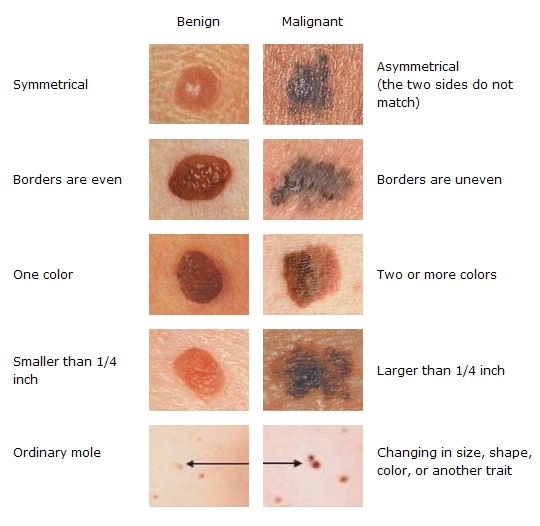 Benign
Malignant
Symmetrical
Asymmetrical
(the two sides do not
match)
Borders are even
Borders are uneven
One color
Two or more colors
Smaller than 1/4
inch
Larger than 1/4 inch
Ordinary mole
Changing in size, shape,
color, or another trait